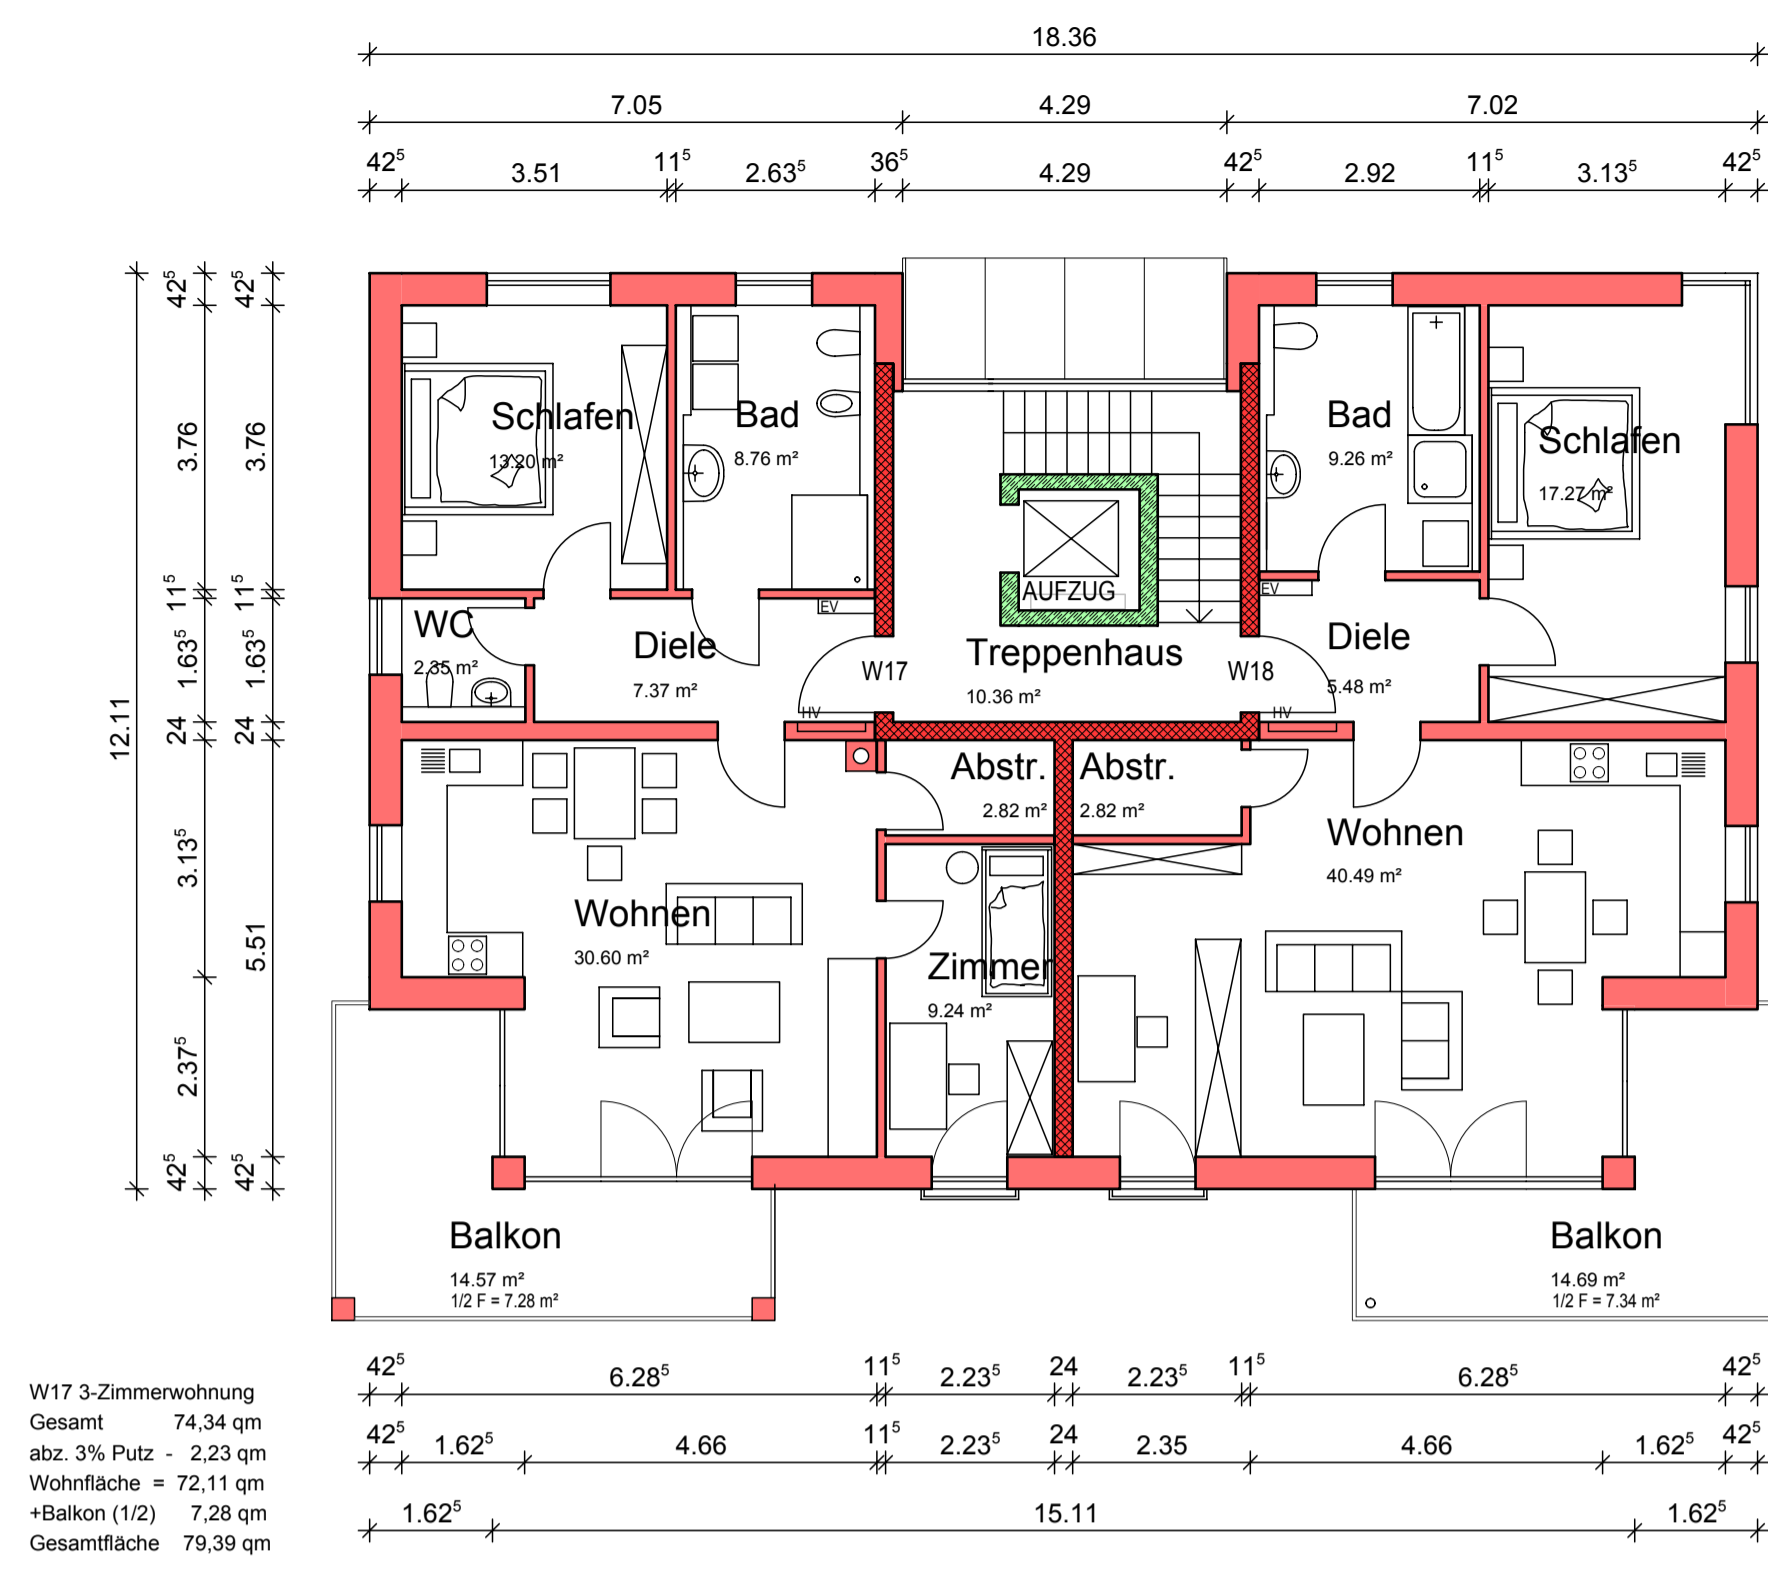 18.36
7.05 4.29 7.02
42⁵ 3.51 11⁵ 2.63⁵ 36⁵ 4.29 42⁵ 2.92 11⁵ 3.13⁵ 42⁵
12.11
42⁵ 3.76 11⁵ 1.63⁵ 24 3.13⁵ 2.37⁵ 42⁵
42⁵ 3.76 11⁵ 1.63⁵ 24 5.51 42⁵
Schlafen
13.20 m²
Bad
8.76 m²
Bad
9.26 m²
Schlafen
17.27 m²
AUFZUG
EV
EV
WC
2.35 m²
Diele
7.37 m²
W17
Treppenhaus
10.36 m²
W18
Diele
5.48 m²
HV
HV
Abstr.
2.82 m²
Abstr.
2.82 m²
Wohnen
30.60 m²
Zimmer
9.24 m²
Wohnen
40.49 m²
Balkon
14.57 m²
1/2 F = 7.28 m²
Balkon
14.69 m²
1/2 F = 7.34 m²
42⁵ 6.28⁵ 11⁵ 2.23⁵ 24 2.23⁵ 11⁵ 6.28⁵ 42⁵
42⁵ 1.62⁵ 4.66 11⁵ 2.23⁵ 24 2.35 4.66 1.62⁵ 42⁵
1.62⁵ 15.11 1.62⁵
W17 3-Zimmerwohnung
Gesamt 74,34 qm
abz. 3% Putz - 2,23 qm
Wohnfläche = 72,11 qm
+Balkon (1/2) 7,28 qm
Gesamtfläche 79,39 qm